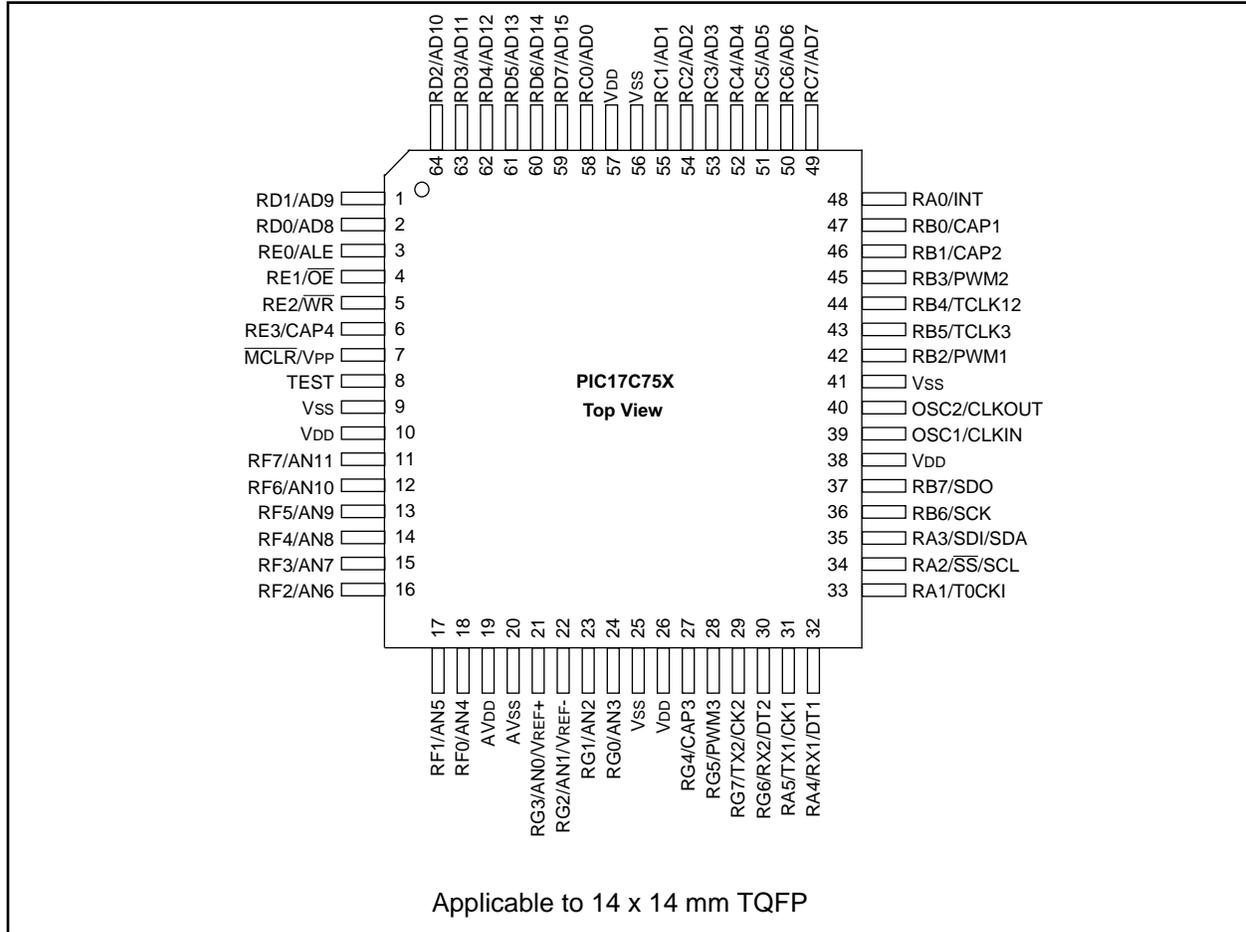 RD2/AD10
RD3/AD11
RD4/AD12
RD5/AD13
RD6/AD14
RD7/AD15
RC0/AD0
VDD
VSS
RC1/AD1
RC2/AD2
RC3/AD3
RC4/AD4
RC5/AD5
RC6/AD6
RC7/AD7
64
63
62
61
60
59
58
57
56
55
54
53
52
51
50
49
RD1/AD9 1
RD0/AD8 2
RE0/ALE 3
RE1/O̅E̅ 4
RE2/W̅R̅ 5
RE3/CAP4 6
M̅C̅L̅R̅/VPP 7
TEST 8
VSS 9
VDD 10
RF7/AN11 11
RF6/AN10 12
RF5/AN9 13
RF4/AN8 14
RF3/AN7 15
RF2/AN6 16
PIC17C75X
Top View
48 RA0/INT
47 RB0/CAP1
46 RB1/CAP2
45 RB3/PWM2
44 RB4/TCLK12
43 RB5/TCLK3
42 RB2/PWM1
41 VSS
40 OSC2/CLKOUT
39 OSC1/CLKIN
38 VDD
37 RB7/SDO
36 RB6/SCK
35 RA3/SDI/SDA
34 RA2/S̅S̅/SCL
33 RA1/T0CKI
17
18
19
20
21
22
23
24
25
26
27
28
29
30
31
32
RF1/AN5
RF0/AN4
AVDD
AVSS
RG3/AN0/VREF+
RG2/AN1/VREF-
RG1/AN2
RG0/AN3
VSS
VDD
RG4/CAP3
RG5/PWM3
RG7/TX2/CK2
RG6/RX2/DT2
RA5/TX1/CK1
RA4/RX1/DT1
Applicable to 14 x 14 mm TQFP